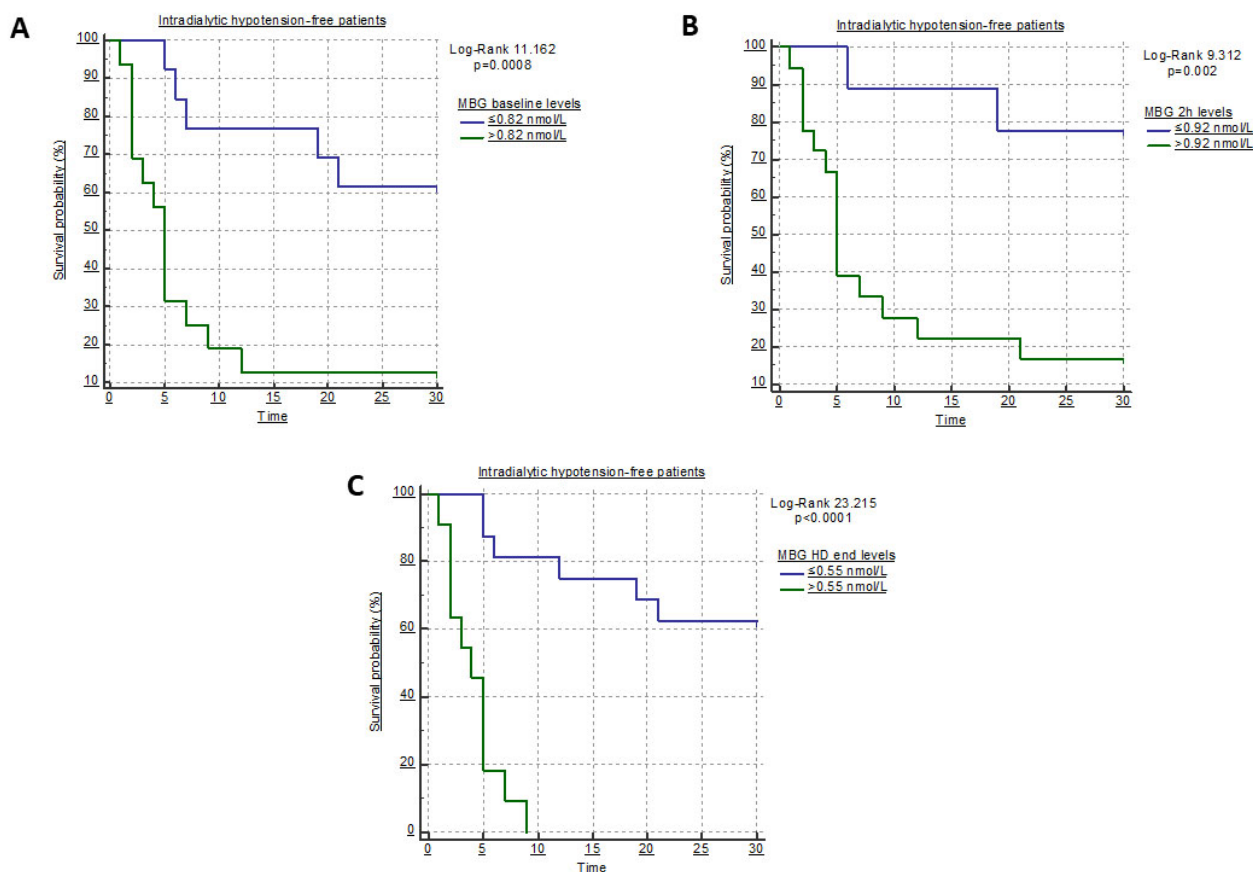 A
Intradialytic hypotension-free patients
Log-Rank 11.162
p=0.0008
MBG baseline levels
≤0.82 nmol/L
>0.82 nmol/L
Survival probability (%)
100
90
80
70
60
50
40
30
20
10
0 5 10 15 20 25 30
Time
B
Intradialytic hypotension-free patients
Log-Rank 9.312
p=0.002
MBG 2h levels
≤0.92 nmol/L
>0.92 nmol/L
Survival probability (%)
100
90
80
70
60
50
40
30
20
10
0 5 10 15 20 25 30
Time
C
Intradialytic hypotension-free patients
Log-Rank 23.215
p<0.0001
MBG HD end levels
≤0.55 nmol/L
>0.55 nmol/L
Survival probability (%)
100
80
60
40
20
0
0 5 10 15 20 25 30
Time